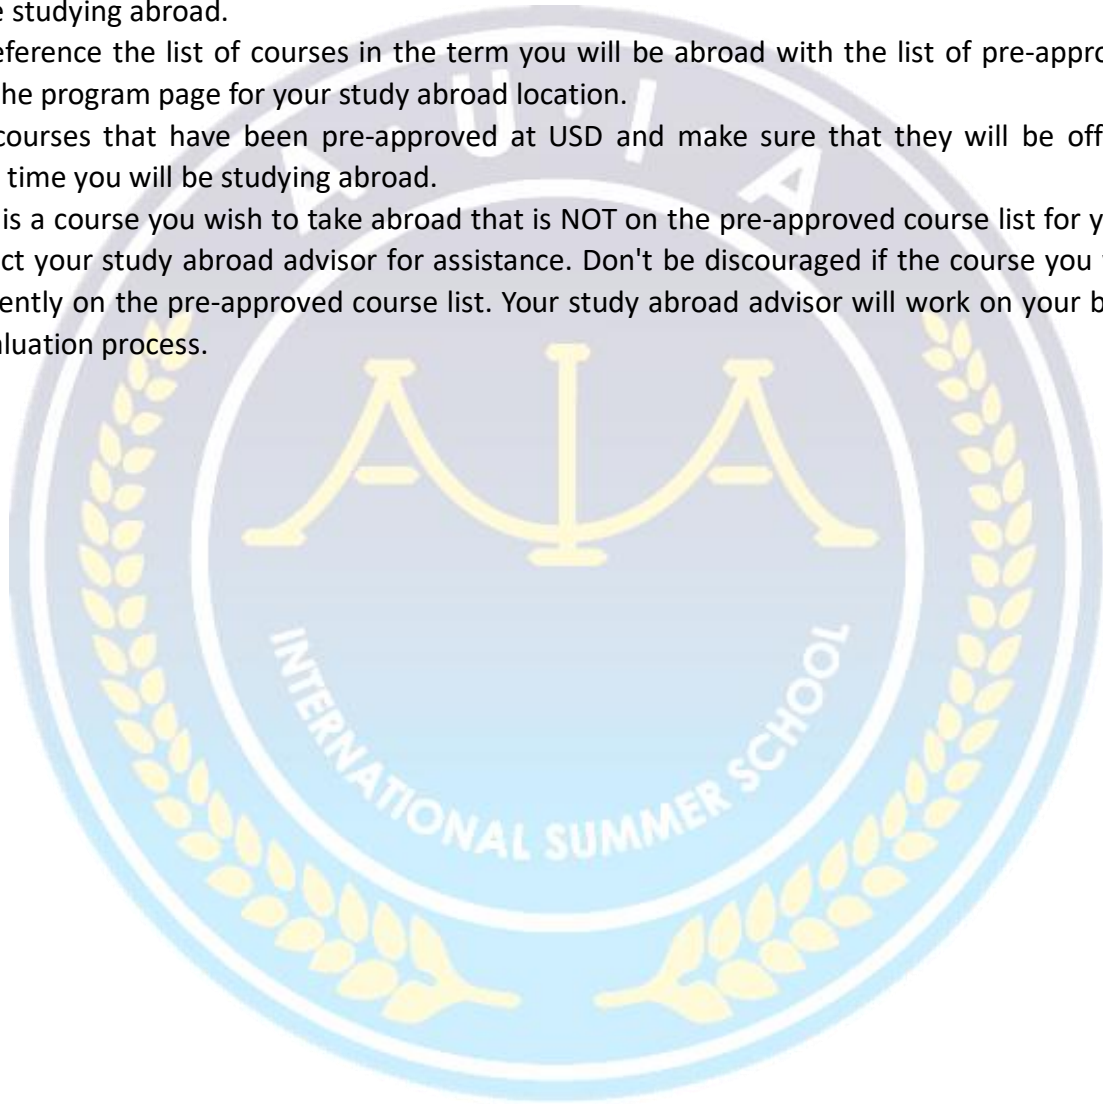 studying abroad.
eference the list of courses in the term you will be abroad with the list of pre-appro
he program page for your study abroad location.
courses that have been pre-approved at USD and make sure that they will be off
time you will be studying abroad.
is a course you wish to take abroad that is NOT on the pre-approved course list for y
ct your study abroad advisor for assistance. Don't be discouraged if the course you
ently on the pre-approved course list. Your study abroad advisor will work on your b
aluation process.
A·U·I·A
AIA
INTERNATIONAL SUMMER SCHOOL